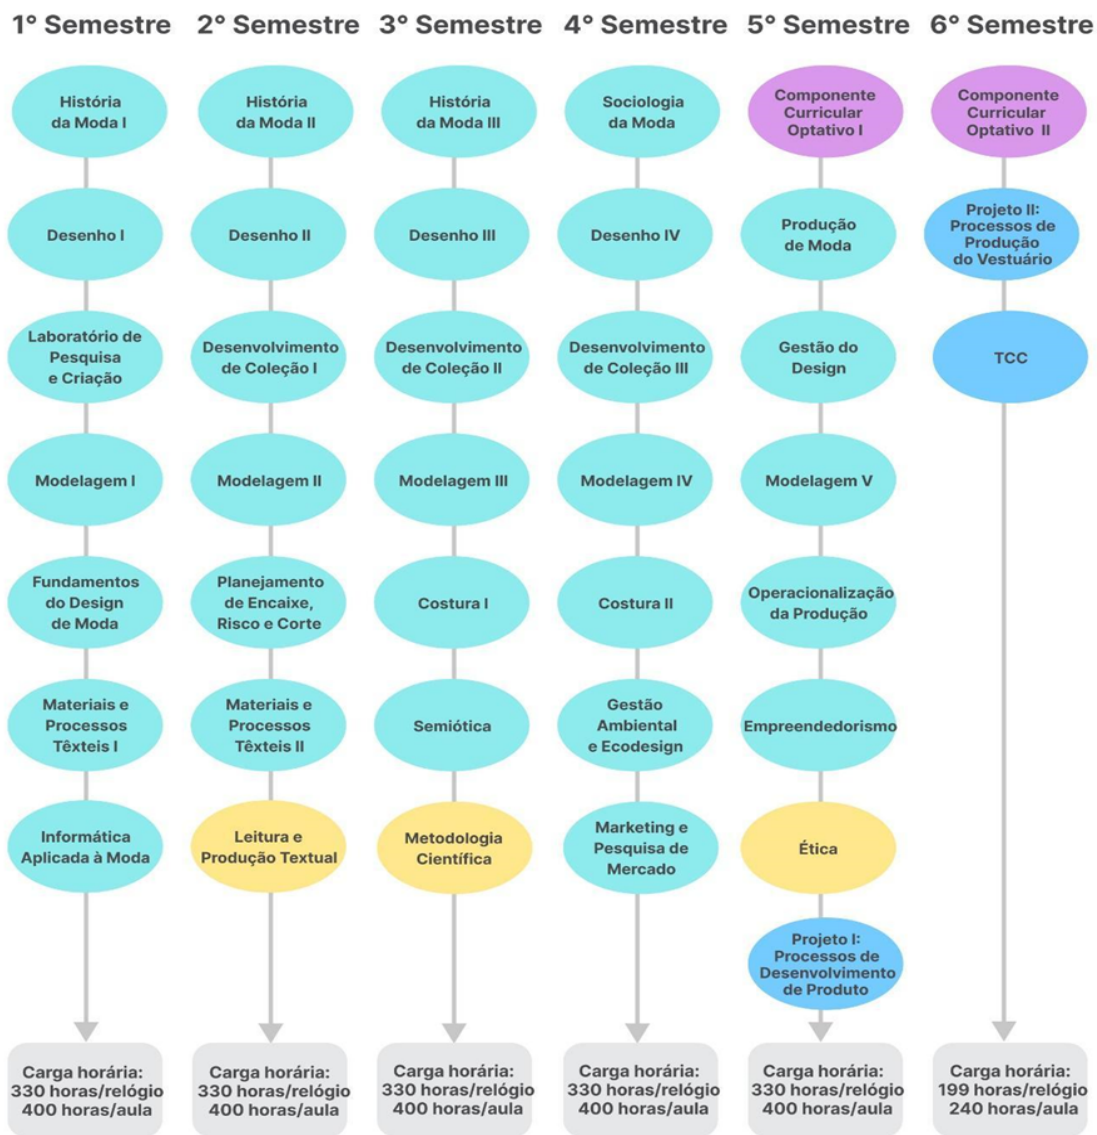 1° Semestre
História
da Moda I
Desenho I
Laboratório de
Pesquisa
e Criação
Modelagem I
Fundamentos
do Design
de Moda
Materiais e
Processos
Têxteis I
Informática
Aplicada à Moda
Carga horária:
330 horas/relógio
400 horas/aula
2° Semestre
História
da Moda II
Desenho II
Desenvolvimento
de Coleção I
Modelagem II
Planejamento
de Encaixe,
Risco e Corte
Materiais e
Processos
Têxteis II
Leitura e
Produção Textual
Carga horária:
330 horas/relógio
400 horas/aula
3° Semestre
História
da Moda III
Desenho III
Desenvolvimento
de Coleção II
Modelagem III
Costura I
Semiótica
Metodologia
Científica
Carga horária:
330 horas/relógio
400 horas/aula
4° Semestre
Sociologia
da Moda
Desenho IV
Desenvolvimento
de Coleção III
Modelagem IV
Costura II
Gestão
Ambiental
e Ecodesign
Marketing e
Pesquisa de
Mercado
Carga horária:
330 horas/relógio
400 horas/aula
5° Semestre
Componente
Curricular
Optativo I
Produção
de Moda
Gestão do
Design
Modelagem V
Operacionalização
da Produção
Empreendedorismo
Ética
Projeto I:
Processos de
Desenvolvimento
de Produto
Carga horária:
330 horas/relógio
400 horas/aula
6° Semestre
Componente
Curricular
Optativo II
Projeto II:
Processos de
Produção
do Vestuário
TCC
Carga horária:
199 horas/relógio
240 horas/aula